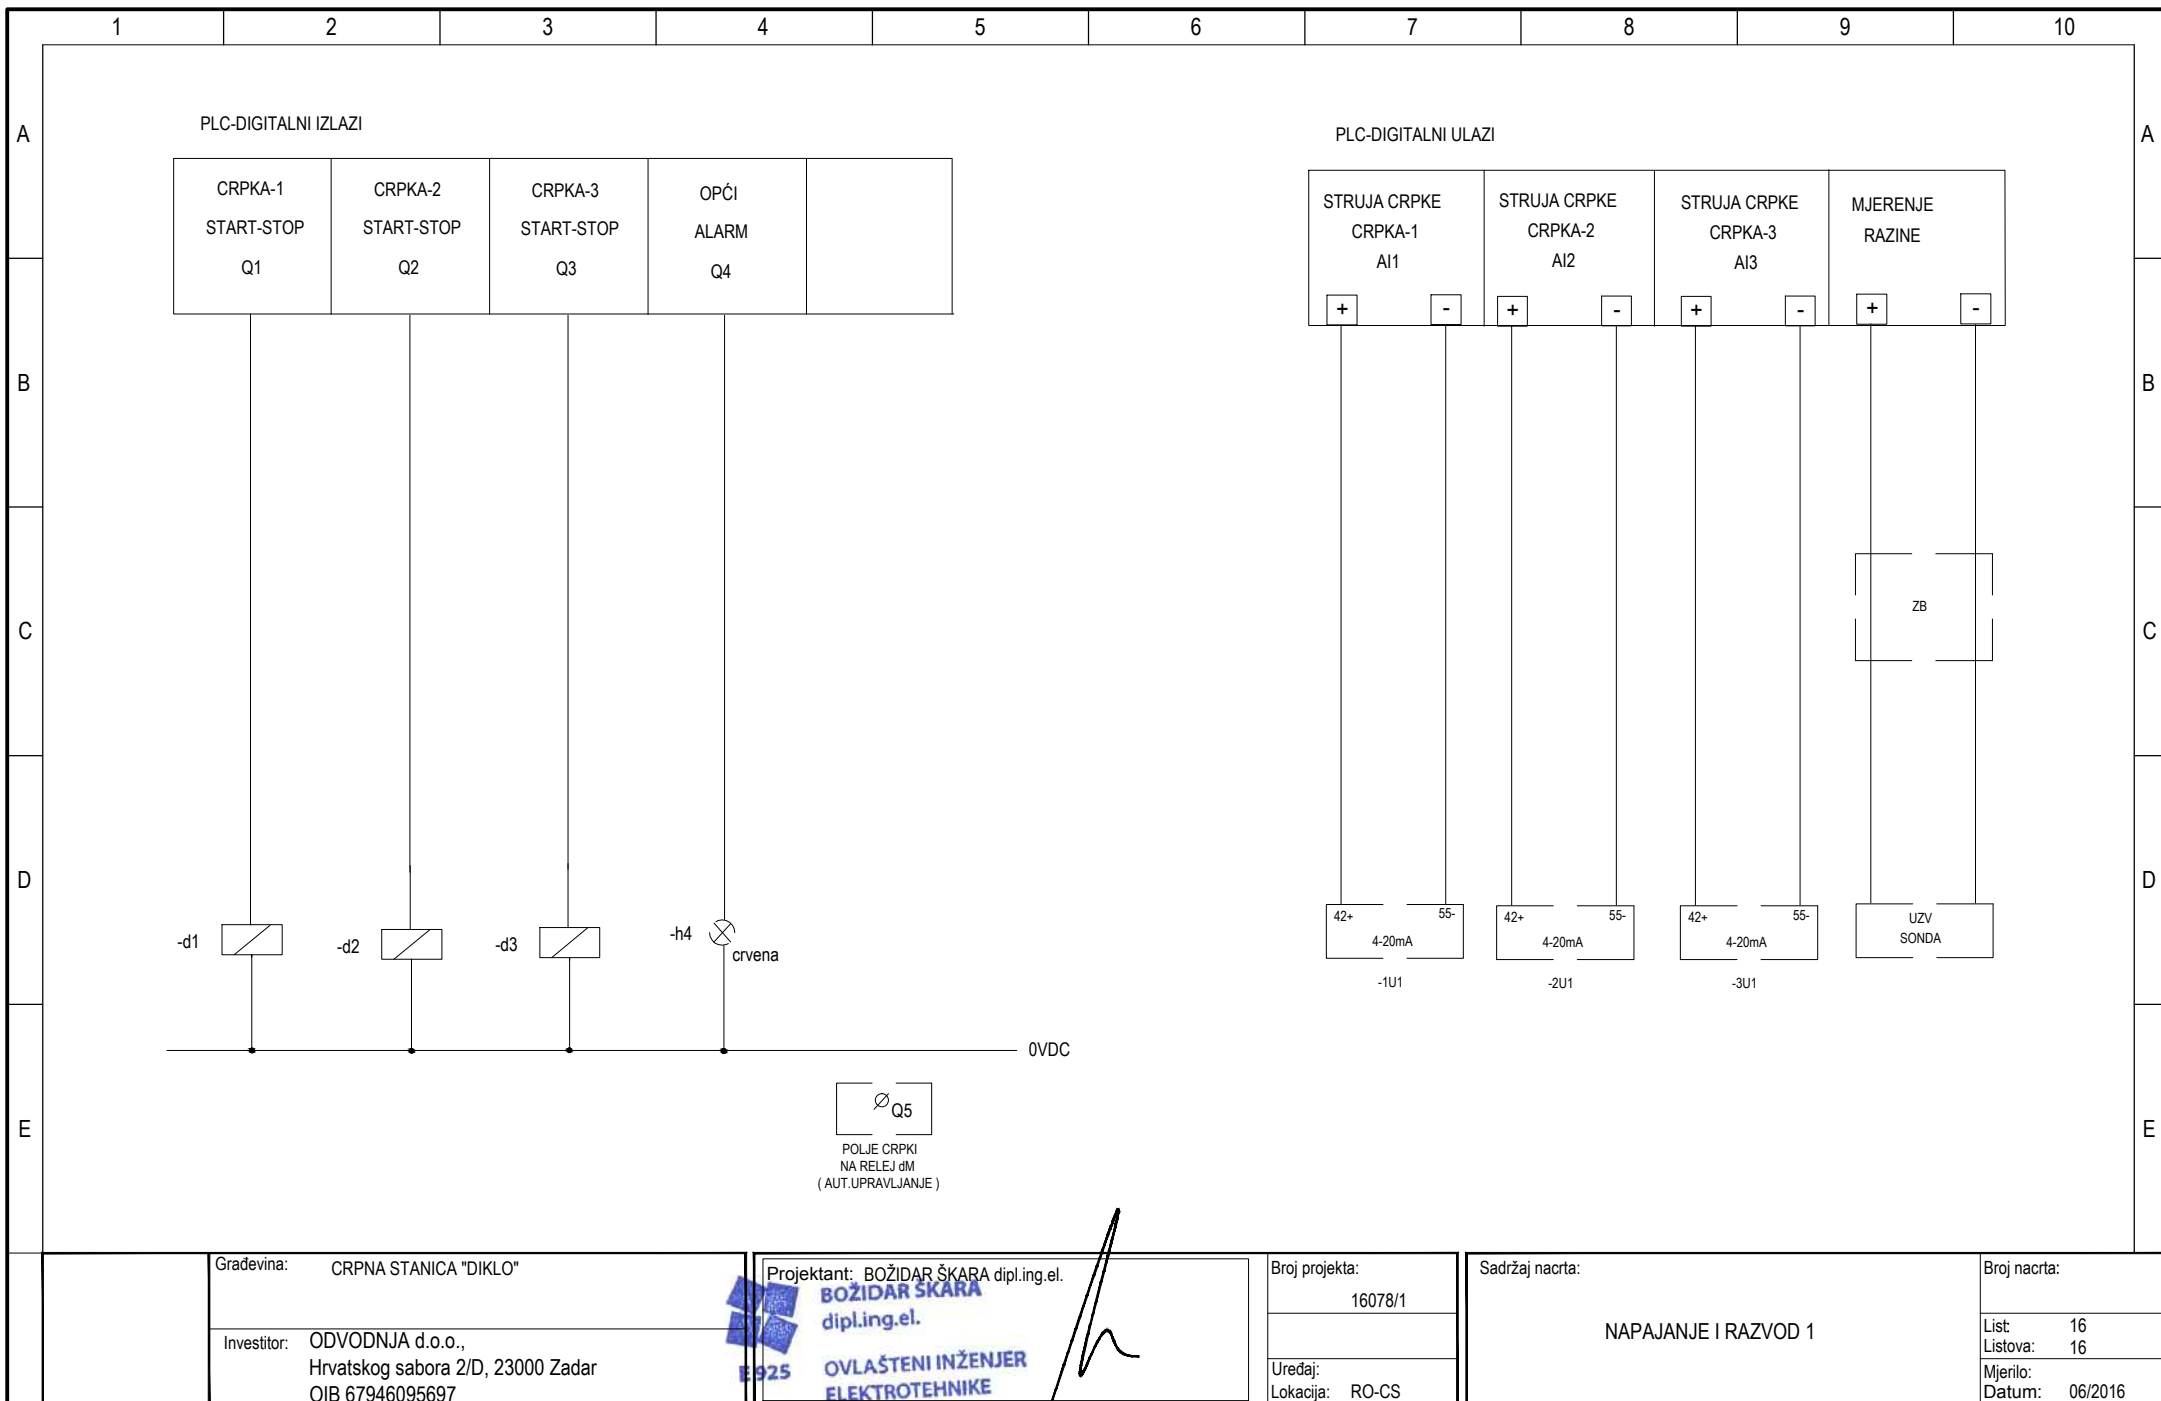 1 2 3 4 5 6 7 8 9 10
A
A
PLC-DIGITALNI IZLAZI
PLC-DIGITALNI ULAZI
CRPKA-1
START-STOP
Q1
CRPKA-2
START-STOP
Q2
CRPKA-3
START-STOP
Q3
OPĆI
ALARM
Q4
STRUJA CRPKE
CRPKA-1
AI1
+ -
STRUJA CRPKE
CRPKA-2
AI2
+ -
STRUJA CRPKE
CRPKA-3
AI3
+ -
MJERENJE
RAZINE
+ -
B
B
C
C
ZB
D
D
-d1
-d2
-d3
-h4
crvena
42+ 55-
4-20mA
-1U1
42+ 55-
4-20mA
-2U1
42+ 55-
4-20mA
-3U1
UZV
SONDA
0VDC
E
E
Q5
POLJE CRPKI
NA RELEJ dM
( AUT.UPRAVLJANJE )
Građevina: CRPNA STANICA "DIKLO"
Investitor: ODVODNJA d.o.o.,
Hrvatskog sabora 2/D, 23000 Zadar
OIB 67946095697
Projektant: BOŽIDAR ŠKARA dipl.ing.el.
BOŽIDAR ŠKARA
dipl.ing.el.
E 925 OVLAŠTENI INŽENJER
ELEKTROTEHNIKE
Broj projekta:
16078/1
Uređaj:
Lokacija: RO-CS
Sadržaj nacrta:
NAPAJANJE I RAZVOD 1
Broj nacrta:
List: 16
Listova: 16
Mjerilo:
Datum: 06/2016